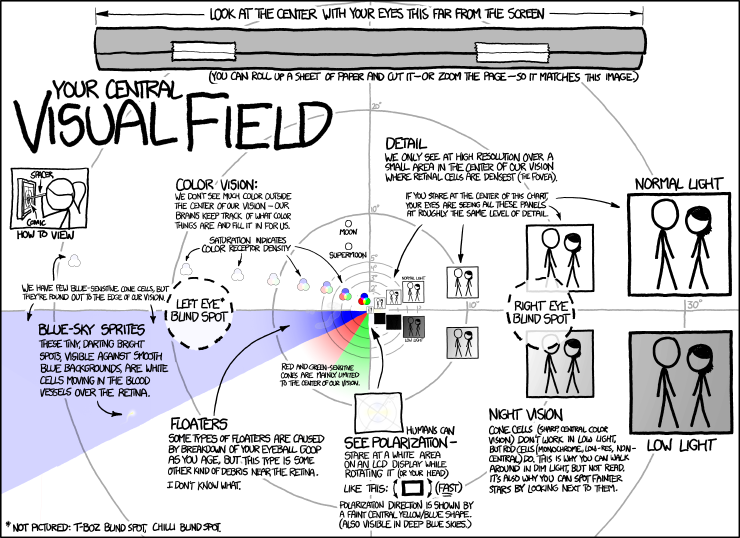 LOOK AT THE CENTER WITH YOUR EYES THIS FAR FROM THE SCREEN
(YOU CAN ROLL UP A SHEET OF PAPER AND CUT IT—OR ZOOM THE PAGE—SO IT MATCHES THIS IMAGE.)
YOUR CENTRAL
VISUAL FIELD
20°
SPACER
COMIC
HOW TO VIEW
COLOR VISION:
WE DON'T SEE MUCH COLOR OUTSIDE
THE CENTER OF OUR VISION — OUR
BRAINS KEEP TRACK OF WHAT COLOR
THINGS ARE AND FILL IT IN FOR US.
SATURATION INDICATES
COLOR RECEPTOR DENSITY
DETAIL
WE ONLY SEE AT HIGH RESOLUTION OVER A
SMALL AREA IN THE CENTER OF OUR VISION
WHERE RETINAL CELLS ARE DENSEST (THE FOVEA).
IF YOU STARE AT THE CENTER OF THIS CHART,
YOUR EYES ARE SEEING ALL THESE PANELS
AT ROUGHLY THE SAME LEVEL OF DETAIL.
NORMAL LIGHT
10°
MOON
SUPERMOON
5°
NORMAL LIGHT
WE HAVE FEW BLUE-SENSITIVE CONE CELLS, BUT
THEY'RE FOUND OUT TO THE EDGE OF OUR VISION.
LEFT EYE*
BLIND SPOT
10°
RIGHT EYE
BLIND SPOT
30°
LOW LIGHT
BLUE-SKY SPRITES
THESE TINY, DARTING BRIGHT
SPOTS, VISIBLE AGAINST SMOOTH
BLUE BACKGROUNDS, ARE WHITE
CELLS MOVING IN THE BLOOD
VESSELS OVER THE RETINA.
RED AND GREEN-SENSITIVE
CONES ARE MAINLY LIMITED
TO THE CENTER OF OUR VISION.
FLOATERS
SOME TYPES OF FLOATERS ARE CAUSED
BY BREAKDOWN OF YOUR EYEBALL GOOP
AS YOU AGE, BUT THIS TYPE IS SOME
OTHER KIND OF DEBRIS NEAR THE RETINA.
I DON'T KNOW WHAT.
HUMANS CAN
SEE POLARIZATION—
STARE AT A WHITE AREA
ON AN LCD DISPLAY WHILE
ROTATING IT (OR YOUR HEAD)
LIKE THIS: (FAST)
POLARIZATION DIRECTION IS SHOWN BY
A FAINT CENTRAL YELLOW/BLUE SHAPE.
(ALSO VISIBLE IN DEEP BLUE SKIES.)
NIGHT VISION
CONE CELLS (SHARP, CENTRAL COLOR
VISION) DON'T WORK IN LOW LIGHT,
BUT ROD CELLS (MONOCHROME, LOW-RES, NON-
CENTRAL) DO. THIS IS WHY YOU CAN WALK
AROUND IN DIM LIGHT, BUT NOT READ.
IT'S ALSO WHY YOU CAN SPOT FAINTER
STARS BY LOOKING NEXT TO THEM.
LOW LIGHT
* NOT PICTURED: T-BOZ BLIND SPOT, CHILLI BLIND SPOT.